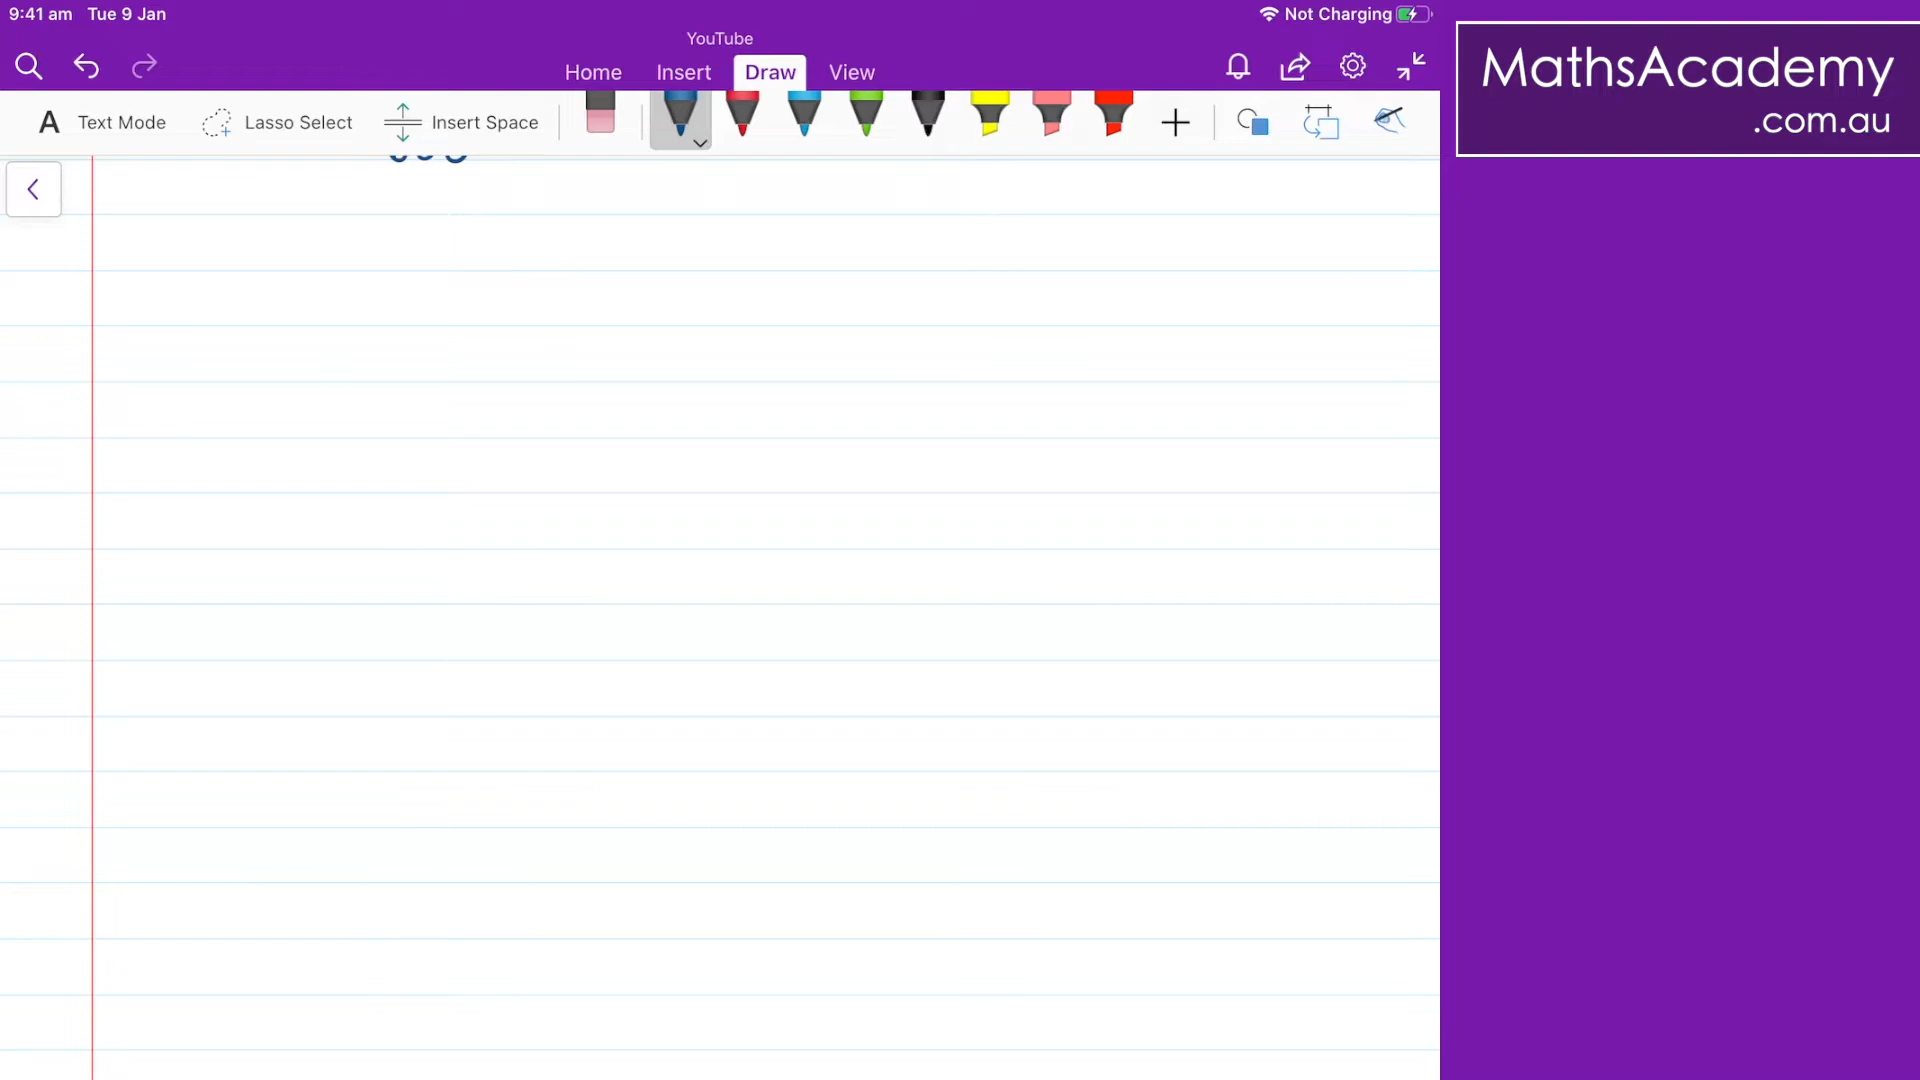 9:41 am Tue 9 Jan
Not Charging
YouTube
Home Insert Draw View
A Text Mode Lasso Select Insert Space
MathsAcademy
.com.au